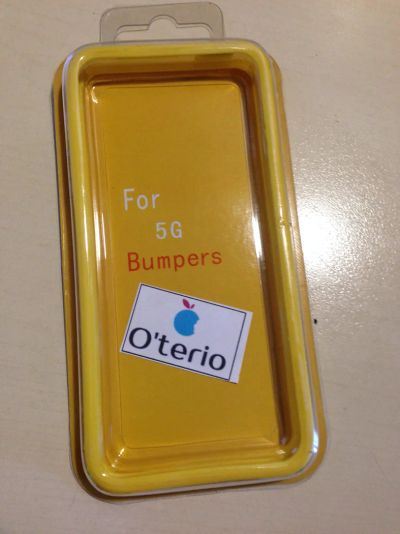 For
5G
Bumpers
O'terio